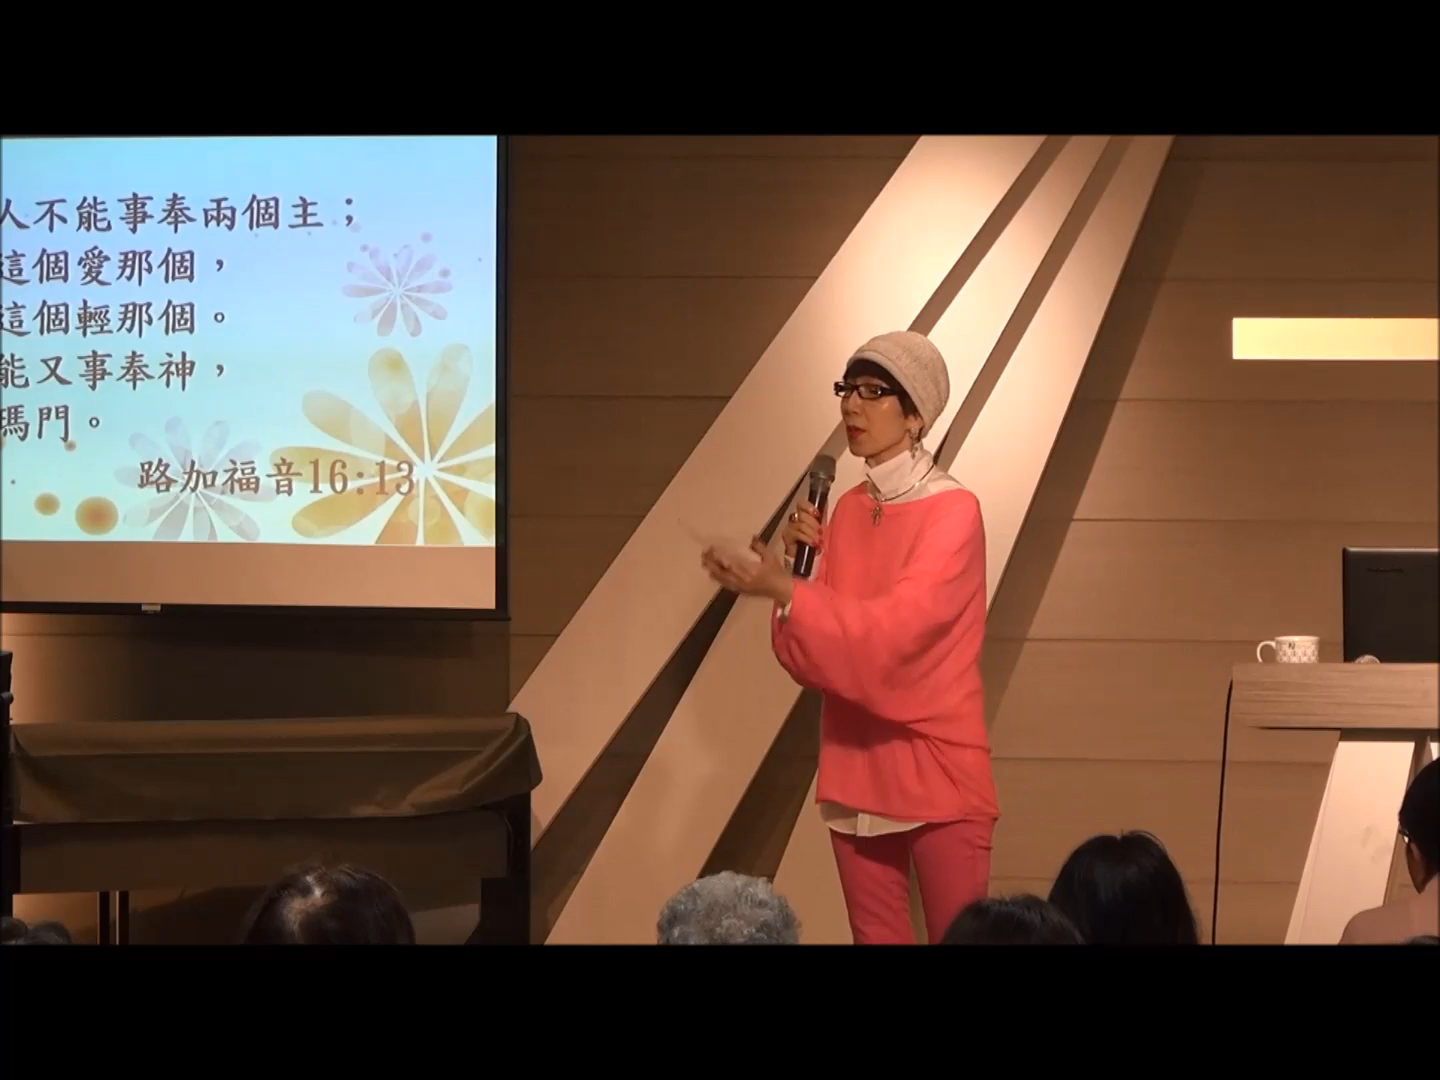 人不能事奉兩個主；
這個愛那個，
這個輕那個。
能又事奉神，
瑪門。
路加福音16:13